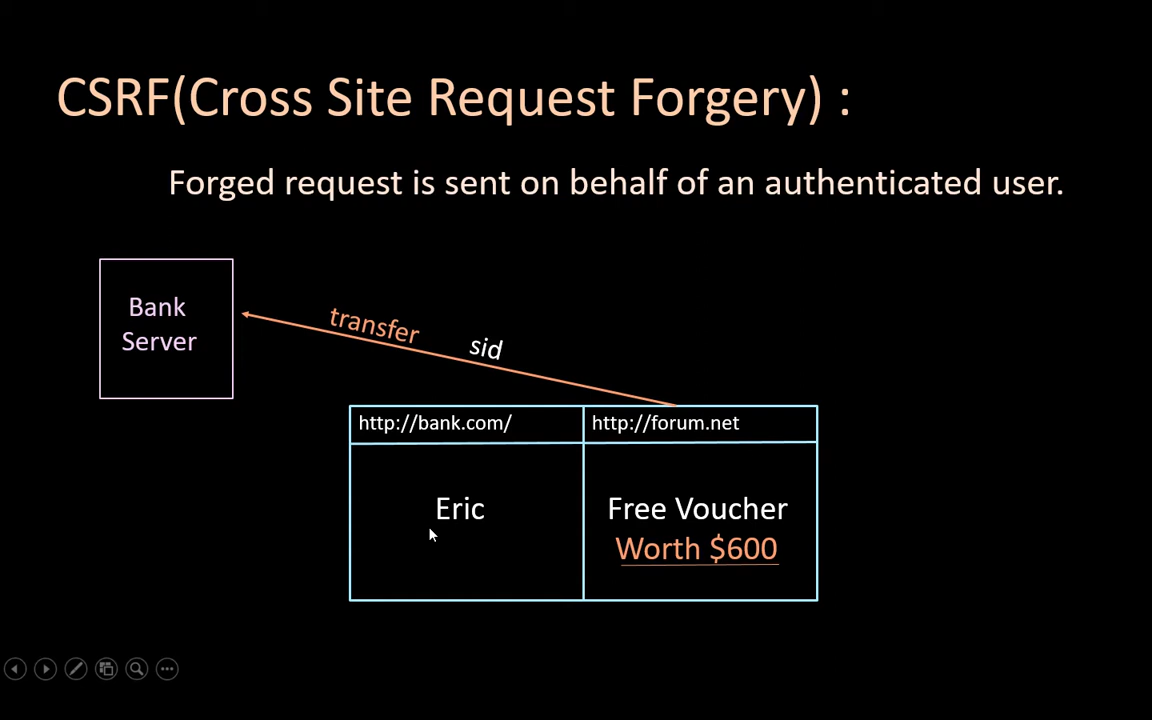 CSRF(Cross Site Request Forgery) :
Forged request is sent on behalf of an authenticated user.
Bank
Server
transfer
sid
http://bank.com/
http://forum.net
Eric
Free Voucher
Worth $600